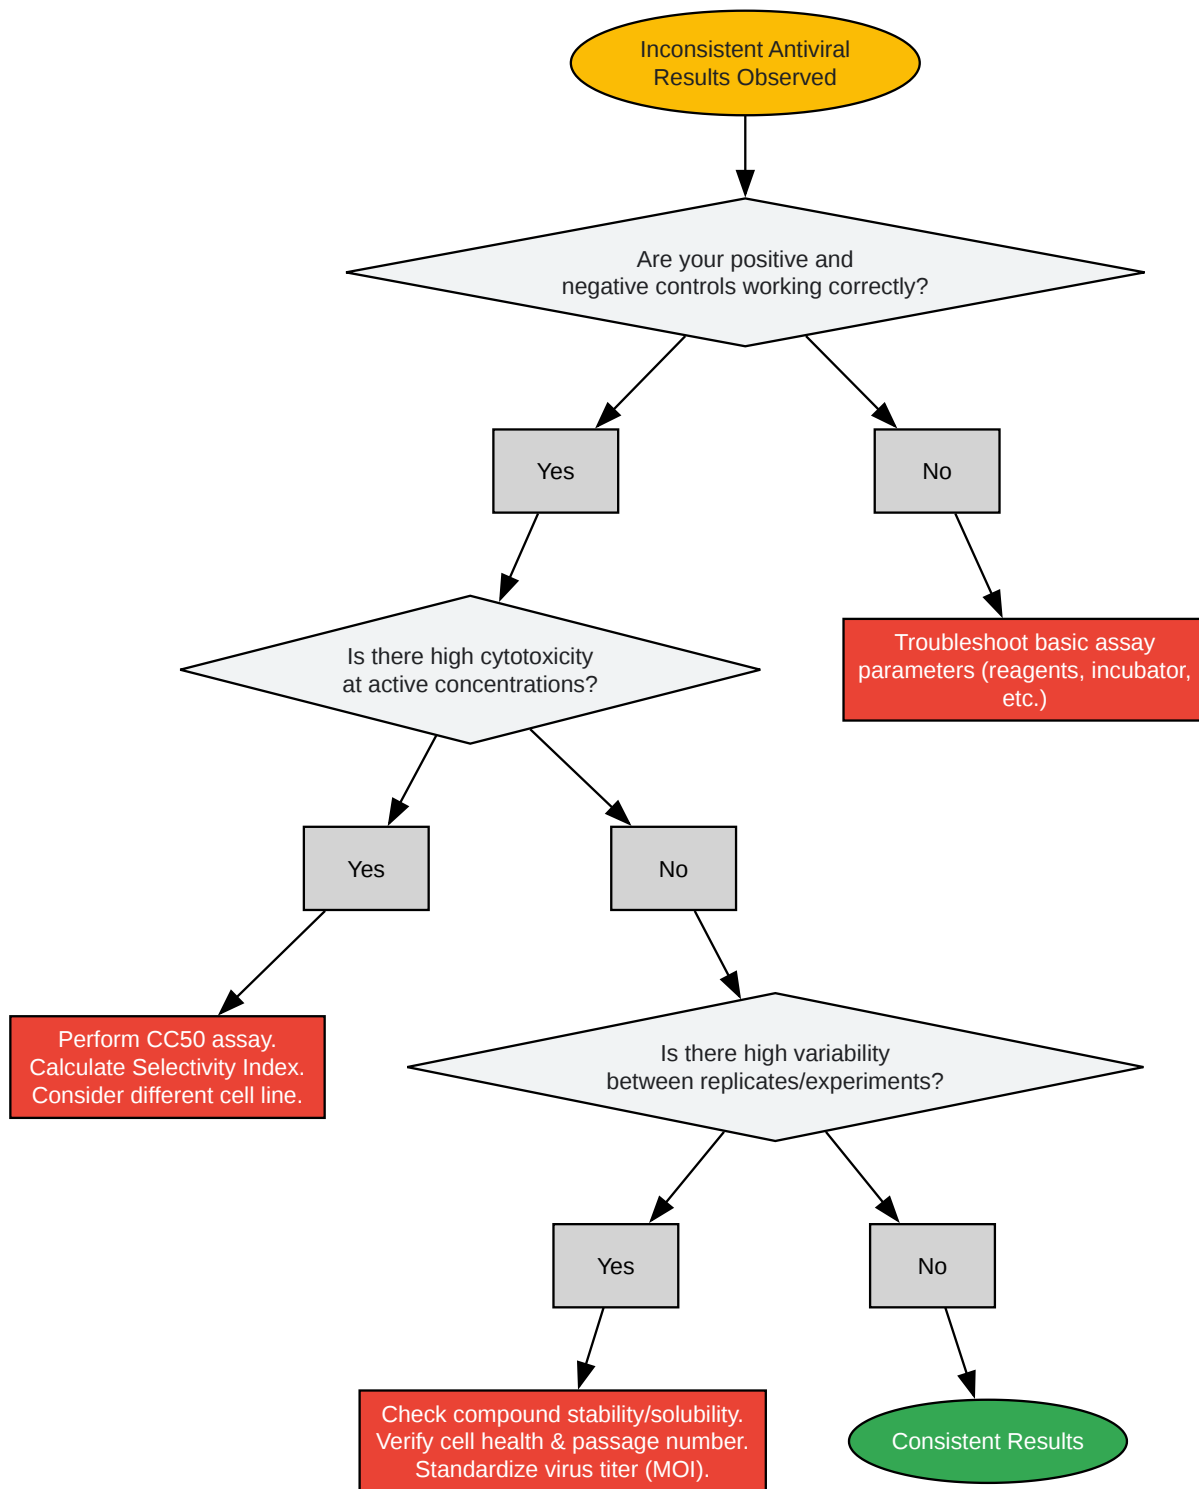 Inconsistent Antiviral
Results Observed
Are your positive and
negative controls working correctly?
Yes
No
Is there high cytotoxicity
at active concentrations?
Troubleshoot basic assay
parameters (reagents, incubator,
etc.)
Yes
No
Perform CC50 assay.
Calculate Selectivity Index.
Consider different cell line.
Is there high variability
between replicates/experiments?
Yes
No
Check compound stability/solubility.
Verify cell health & passage number.
Standardize virus titer (MOI).
Consistent Results